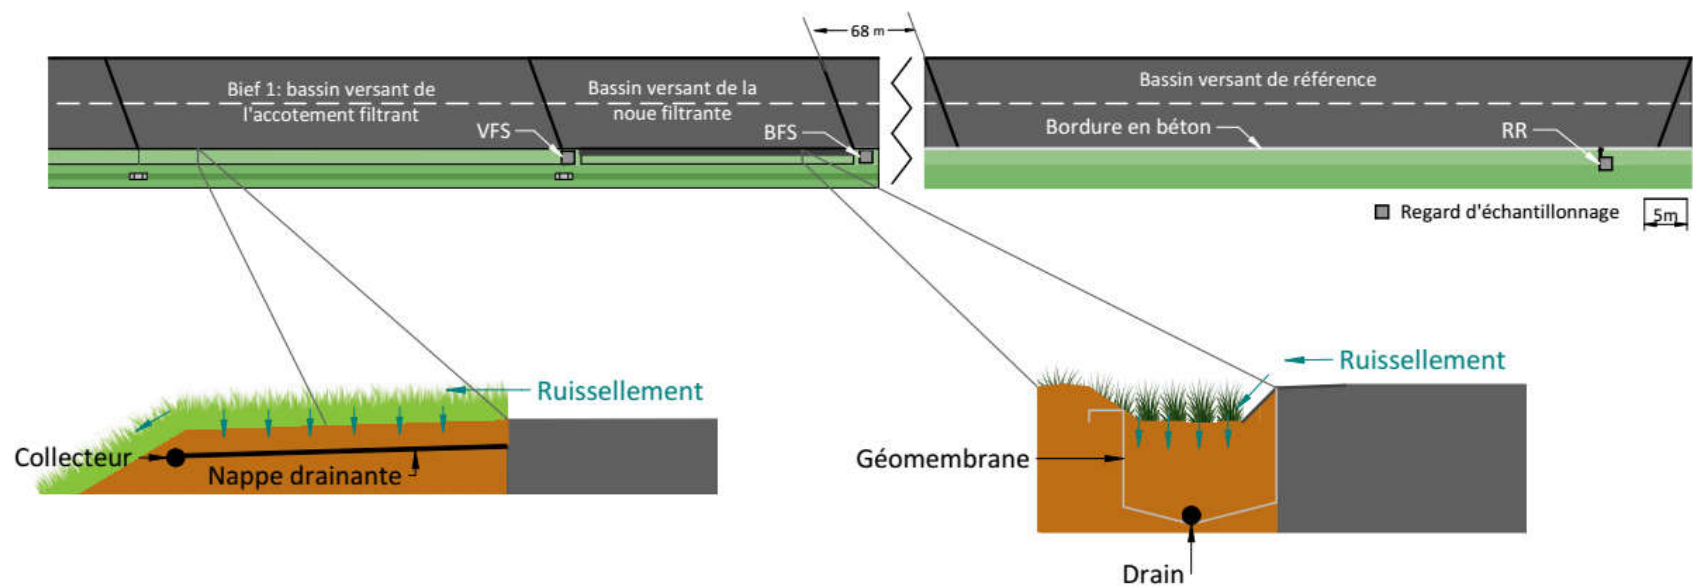 68 m
Bief 1: bassin versant de
l'accotement filtrant
VFS
Bassin versant de la
noue filtrante
BFS
Bassin versant de référence
Bordure en béton
RR
Regard d'échantillonnage
5m
Ruissellement
Collecteur
Nappe drainante
Ruissellement
Géomembrane
Drain